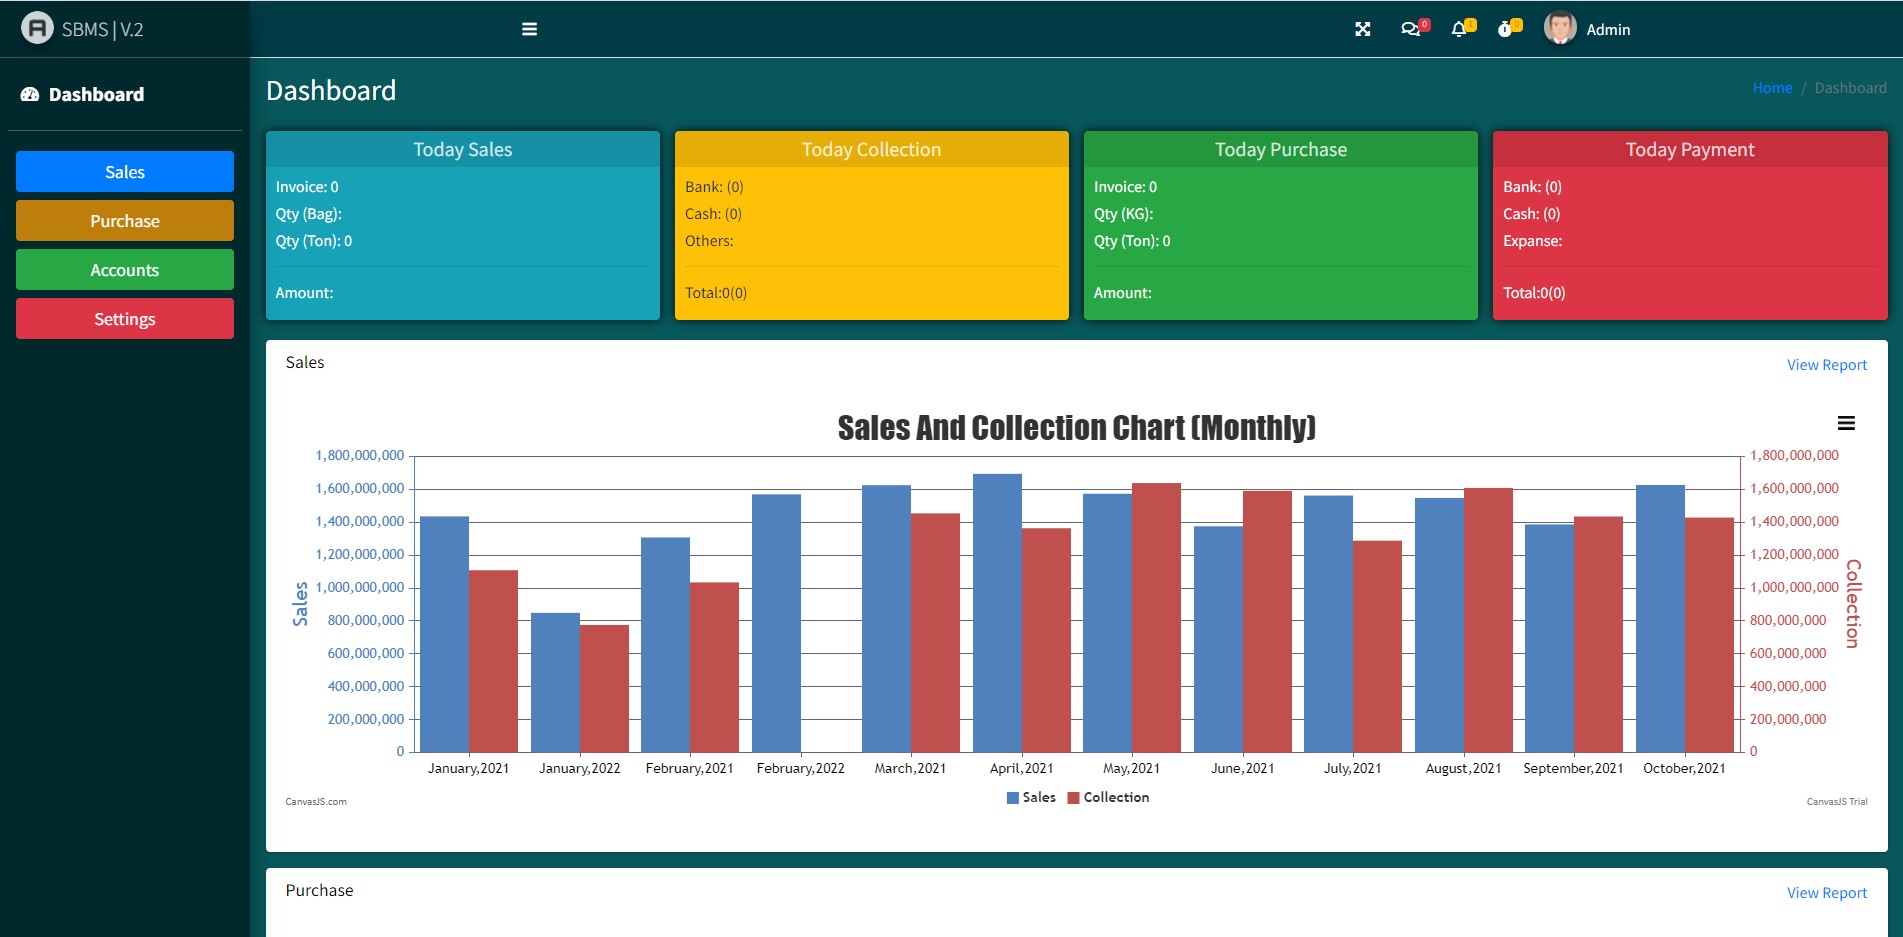 SBMS | V.2
0
1
0
Admin
Dashboard
Sales
Purchase
Accounts
Settings
Dashboard
Home / Dashboard
Today Sales
Invoice: 0
Qty (Bag):
Qty (Ton): 0
Amount:
Today Collection
Bank: (0)
Cash: (0)
Others:
Total:0(0)
Today Purchase
Invoice: 0
Qty (KG):
Qty (Ton): 0
Amount:
Today Payment
Bank: (0)
Cash: (0)
Expanse:
Total:0(0)
Sales
View Report
Sales And Collection Chart (Monthly)
1,800,000,000
1,600,000,000
1,400,000,000
1,200,000,000
1,000,000,000
800,000,000
600,000,000
400,000,000
200,000,000
0
Sales
1,800,000,000
1,600,000,000
1,400,000,000
1,200,000,000
1,000,000,000
800,000,000
600,000,000
400,000,000
200,000,000
0
Collection
January,2021 January,2022 February,2021 February,2022 March,2021 April,2021 May,2021 June,2021 July,2021 August,2021 September,2021 October,2021
Sales Collection
CanvasJS.com
CanvasJS Trial
Purchase
View Report